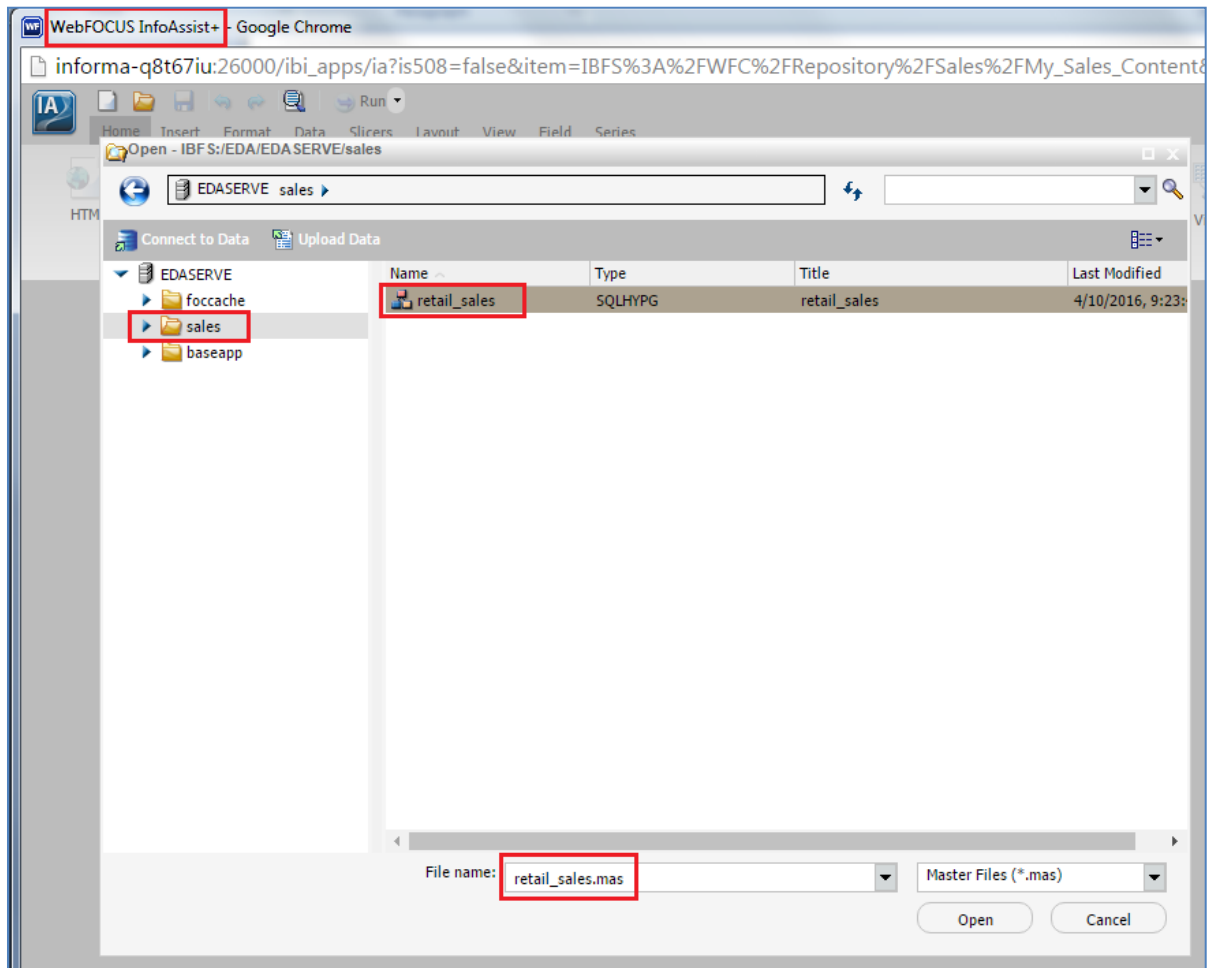 WebFOCUS InfoAssist+ - Google Chrome
informa-q8t67iu:26000/ibi_apps/ia?is508=false&item=IBFS%3A%2FWFC%2FRepository%2FSales%2FMy_Sales_Content&
IA Run
Home Insert Format Data Slicers Layout View Field Series
Open - IBFS:/EDA/EDASERVE/sales
EDASERVE sales
HTM
Connect to Data Upload Data
EDASERVE Name Type Title Last Modified
foccache retail_sales SQLHYPG retail_sales 4/10/2016, 9:23:
sales
baseapp
File name: retail_sales.mas Master Files (*.mas)
Open Cancel